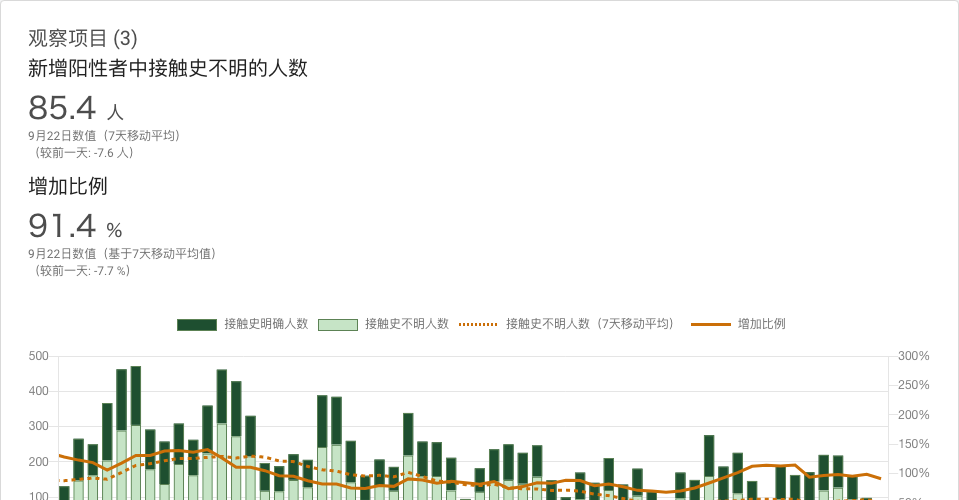 观察项目 (3)
新增阳性者中接触史不明的人数
85.4 人
9月22日数值（7天移动平均）
（较前一天: -7.6 人）
增加比例
91.4 %
9月22日数值（基于7天移动平均值）
（较前一天: -7.7 %）
接触史明确人数 接触史不明人数 接触史不明人数（7天移动平均） 增加比例
500 300%
250%
400
200%
300
150%
200
100%
100